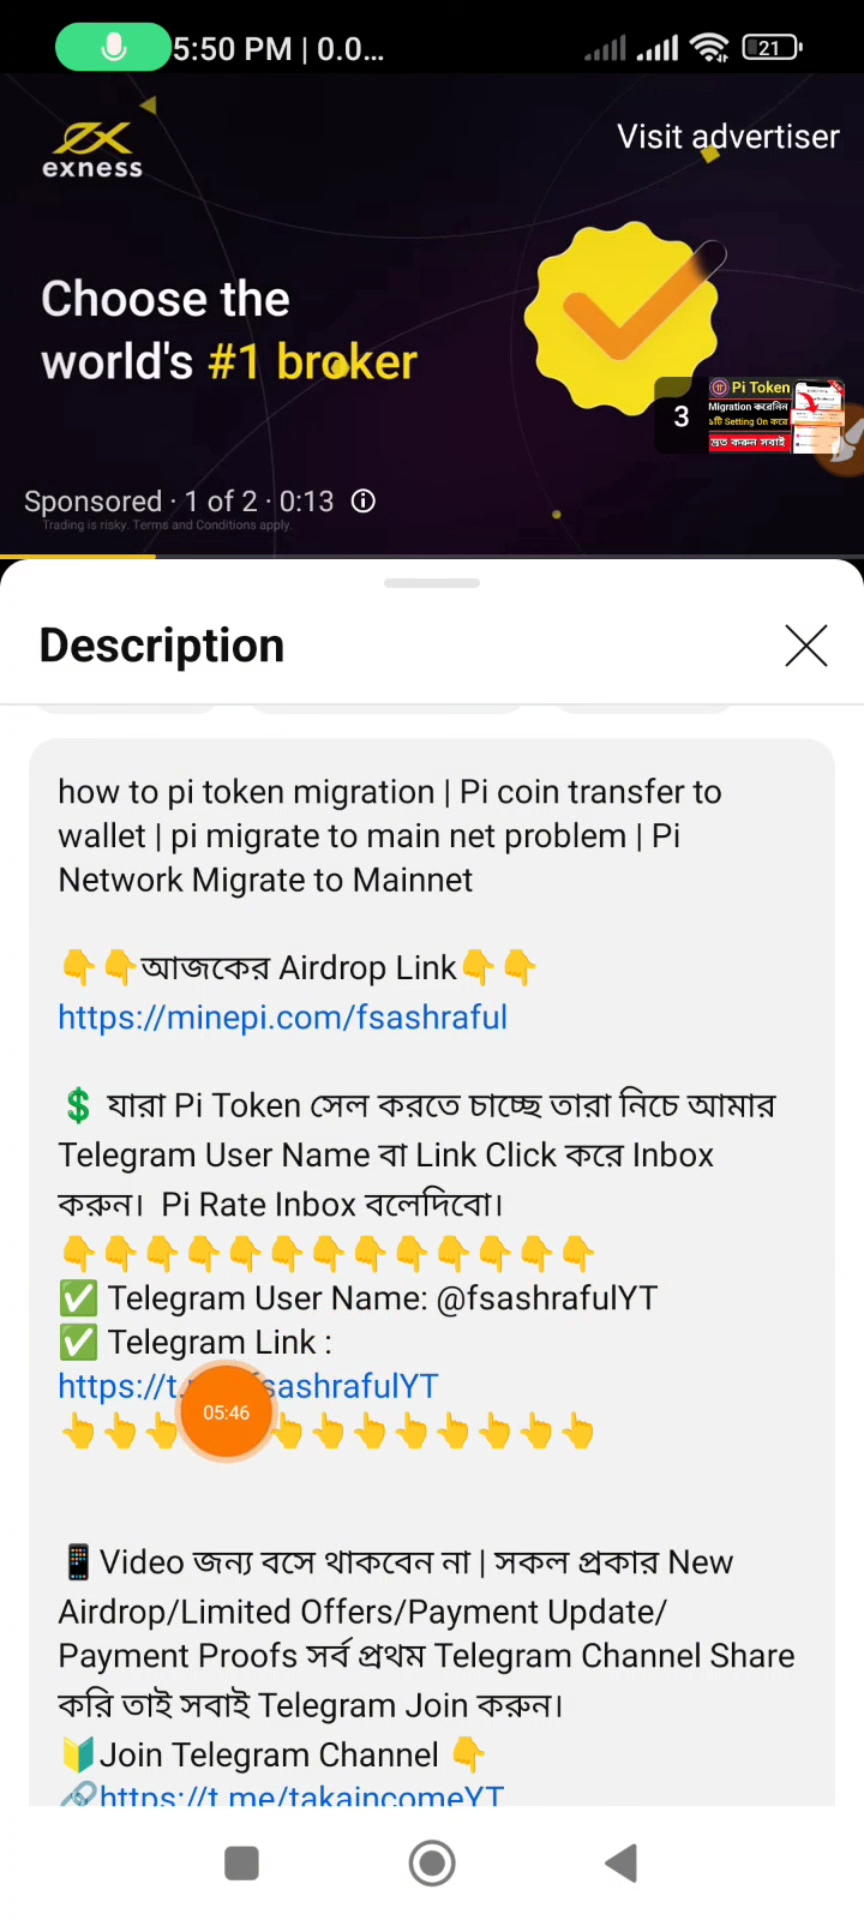 5:50 PM | 0.0...
21
exness
Visit advertiser
Choose the
world's #1 broker
3
Pi Token
Migration করেনিন
১টি Setting On করে
দ্রুত করুন সবাই
Sponsored · 1 of 2 · 0:13
Trading is risky. Terms and Conditions apply.
Description
how to pi token migration | Pi coin transfer to
wallet | pi migrate to main net problem | Pi
Network Migrate to Mainnet
👇👇আজকের Airdrop Link👇👇
https://minepi.com/fsashraful
💲 যারা Pi Token সেল করতে চাচ্ছে তারা নিচে আমার
Telegram User Name বা Link Click করে Inbox
করুন। Pi Rate Inbox বলেদিবো।
👇👇👇👇👇👇👇👇👇👇👇👇👇
✅ Telegram User Name: @fsashrafulYT
✅ Telegram Link :
https://t. sashrafulYT
05:46
📱Video জন্য বসে থাকবেন না | সকল প্রকার New
Airdrop/Limited Offers/Payment Update/
Payment Proofs সর্ব প্রথম Telegram Channel Share
করি তাই সবাই Telegram Join করুন।
🔰Join Telegram Channel 👇
🔗https://t.me/takaincomeYT